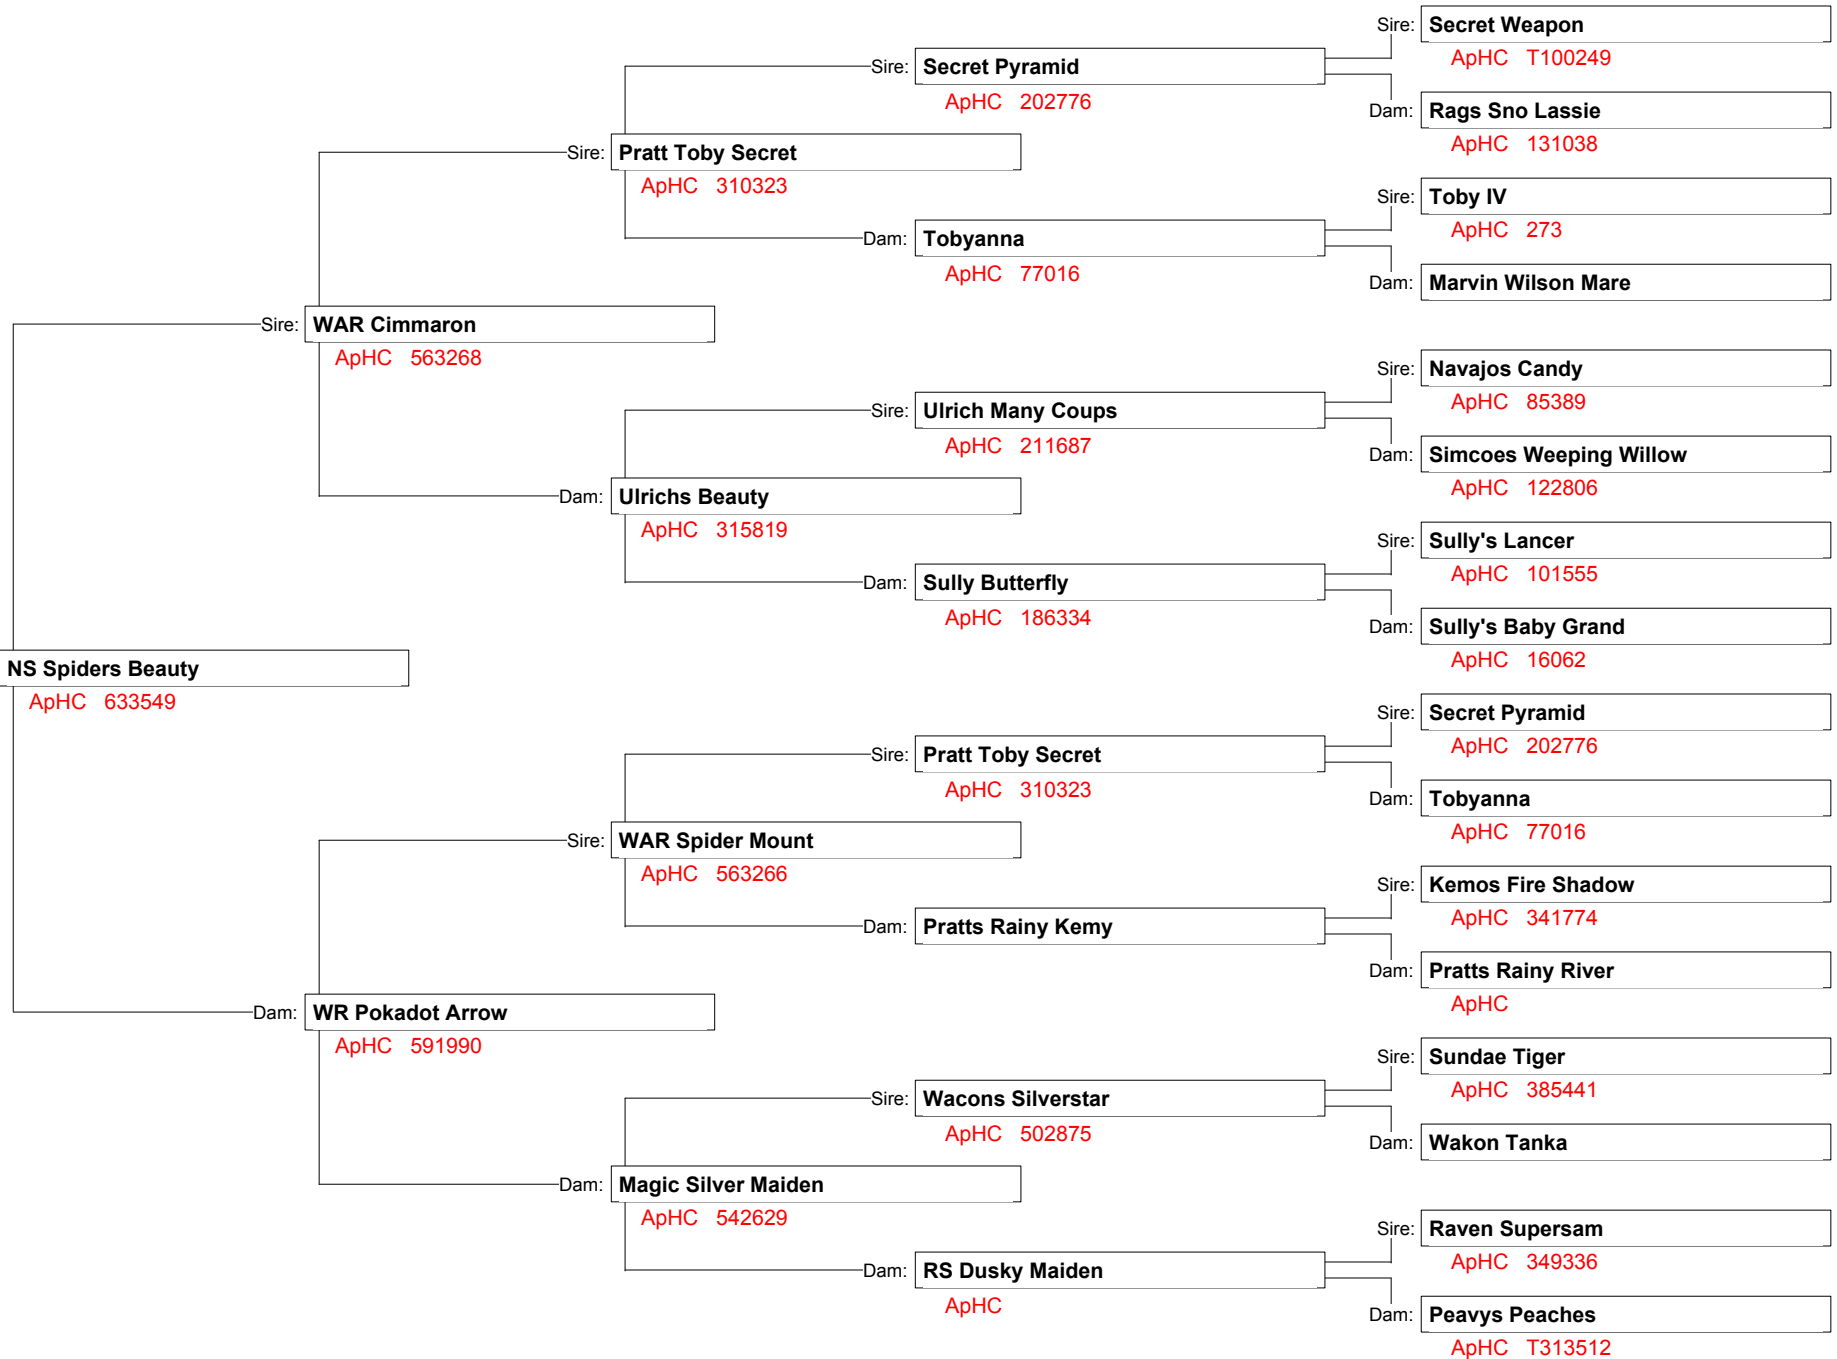 Sire: Secret Weapon
ApHC T100249
Sire: Secret Pyramid
ApHC 202776
Dam: Rags Sno Lassie
ApHC 131038
Sire: Pratt Toby Secret
ApHC 310323
Sire: Toby IV
ApHC 273
Dam: Tobyanna
ApHC 77016
Dam: Marvin Wilson Mare
Sire: WAR Cimmaron
ApHC 563268
Sire: Navajos Candy
ApHC 85389
Sire: Ulrich Many Coups
ApHC 211687
Dam: Simcoes Weeping Willow
ApHC 122806
Dam: Ulrichs Beauty
ApHC 315819
Sire: Sully's Lancer
ApHC 101555
Dam: Sully Butterfly
ApHC 186334
Dam: Sully's Baby Grand
ApHC 16062
NS Spiders Beauty
ApHC 633549
Sire: Secret Pyramid
ApHC 202776
Sire: Pratt Toby Secret
ApHC 310323
Dam: Tobyanna
ApHC 77016
Sire: WAR Spider Mount
ApHC 563266
Sire: Kemos Fire Shadow
ApHC 341774
Dam: Pratts Rainy Kemy
Dam: Pratts Rainy River
ApHC
Dam: WR Pokadot Arrow
ApHC 591990
Sire: Sundae Tiger
ApHC 385441
Sire: Wacons Silverstar
ApHC 502875
Dam: Wakon Tanka
Dam: Magic Silver Maiden
ApHC 542629
Sire: Raven Supersam
ApHC 349336
Dam: RS Dusky Maiden
ApHC
Dam: Peavys Peaches
ApHC T313512